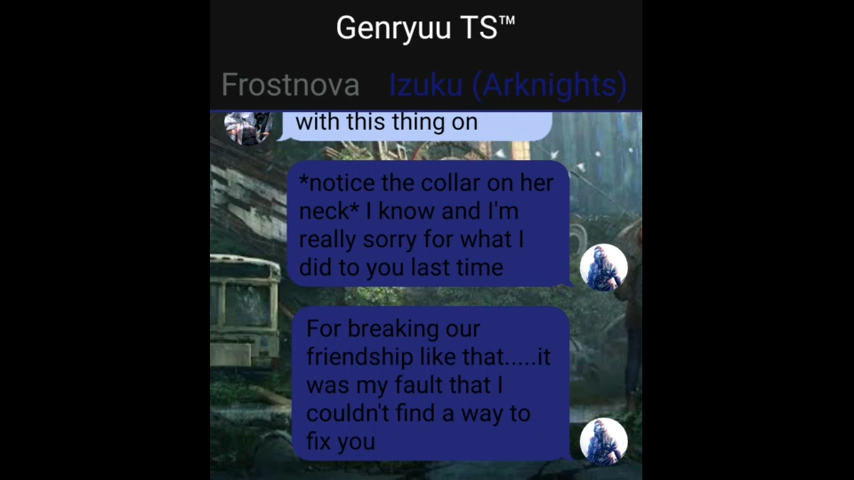 Genryuu TS™
Frostnova Izuku (Arknights)
with this thing on
*notice the collar on her
neck* I know and I'm
really sorry for what I
did to you last time
For breaking our
friendship like that.....it
was my fault that I
couldn't find a way to
fix you